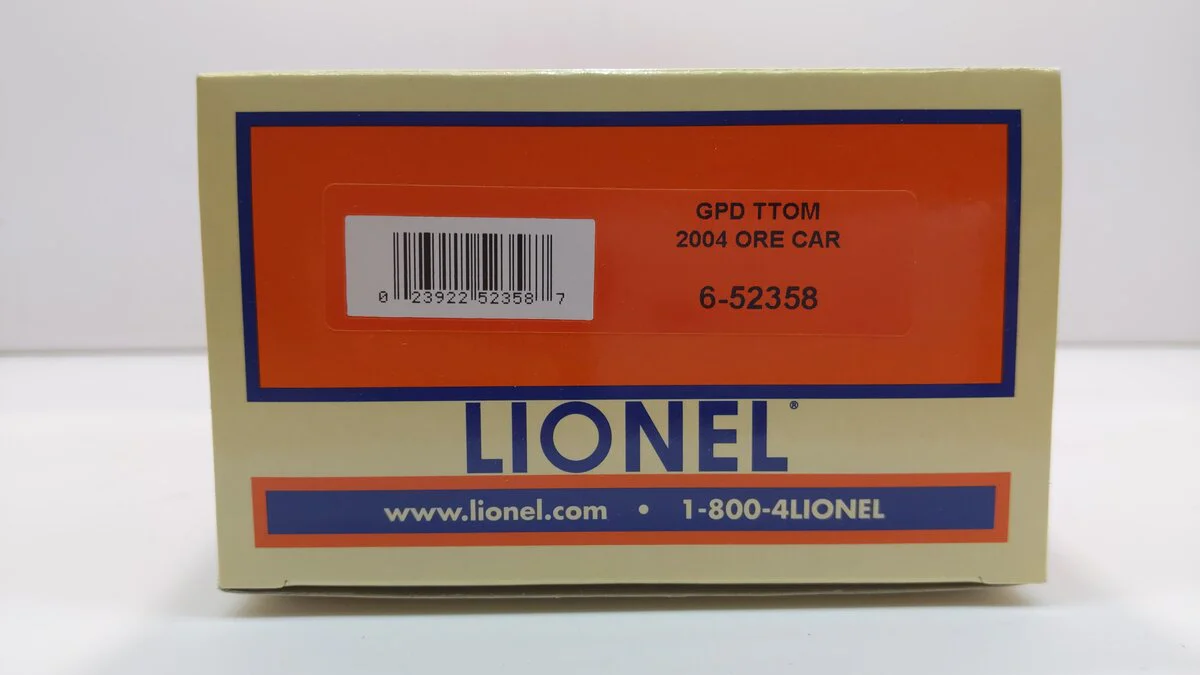 GPD TTOM
2004 ORE CAR
6-52358
0 23922 52358 7
LIONEL®
www.lionel.com • 1-800-4LIONEL